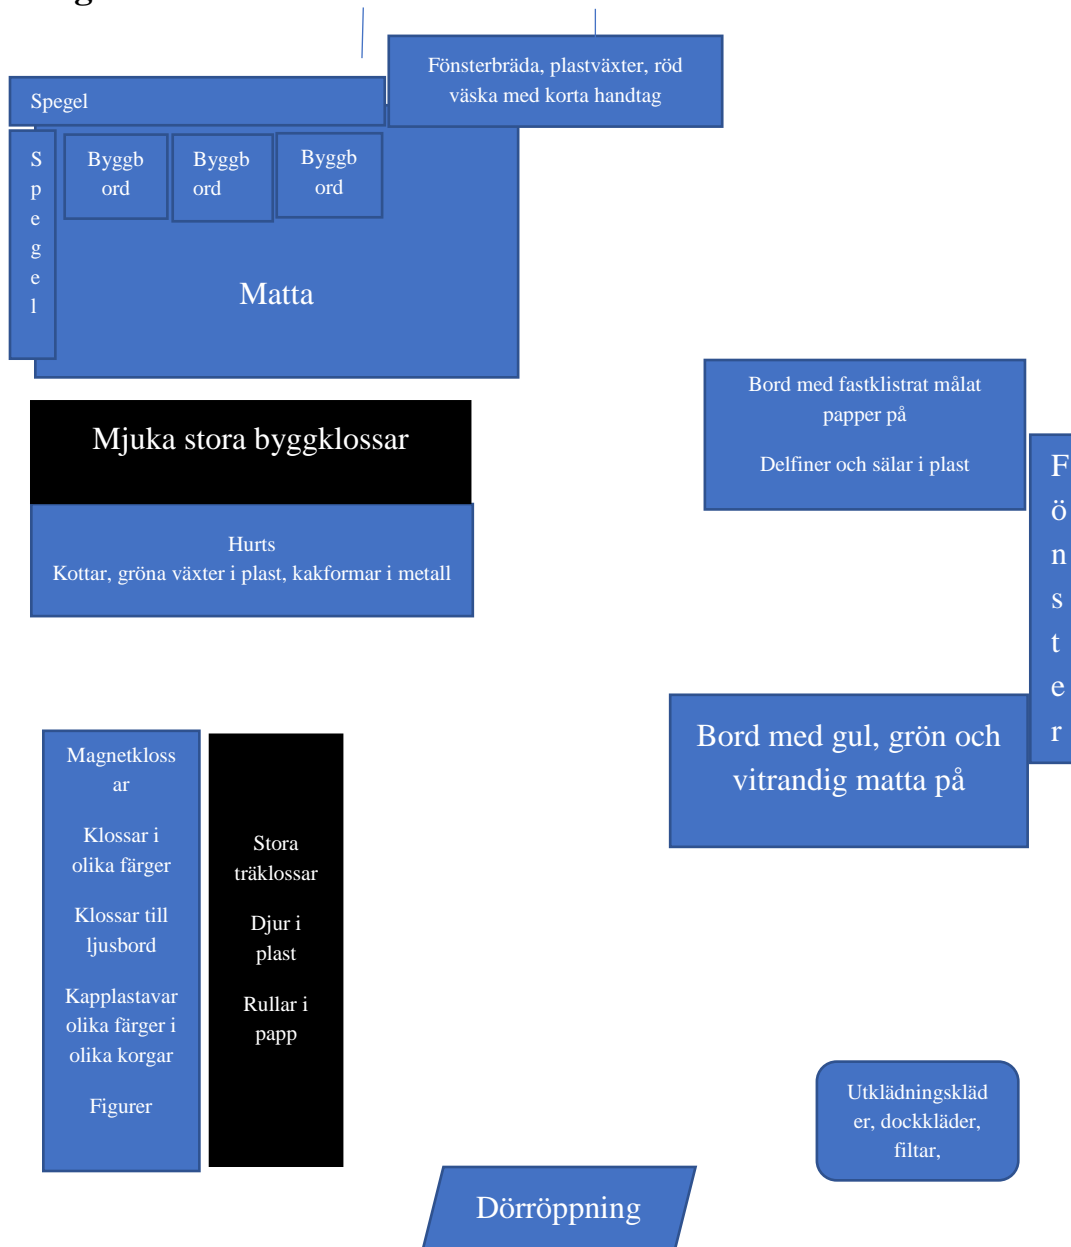 g
Fönsterbräda, plastväxter, röd
väska med korta handtag
Spegel
S
p
e
g
e
l
Byggb
ord
Byggb
ord
Byggb
ord
Matta
Mjuka stora byggklossar
Hurts
Kottar, gröna växter i plast, kakformar i metall
Bord med fastklistrat målat
papper på
Delfiner och sälar i plast
F
ö
n
s
t
e
r
Bord med gul, grön och
vitrandig matta på
Magnetkloss
ar
Klossar i
olika färger
Klossar till
ljusbord
Kapplastavar
olika färger i
olika korgar
Figurer
Stora
träklossar
Djur i
plast
Rullar i
papp
Utklädningskläd
er, dockkläder,
filtar,
Dörröppning